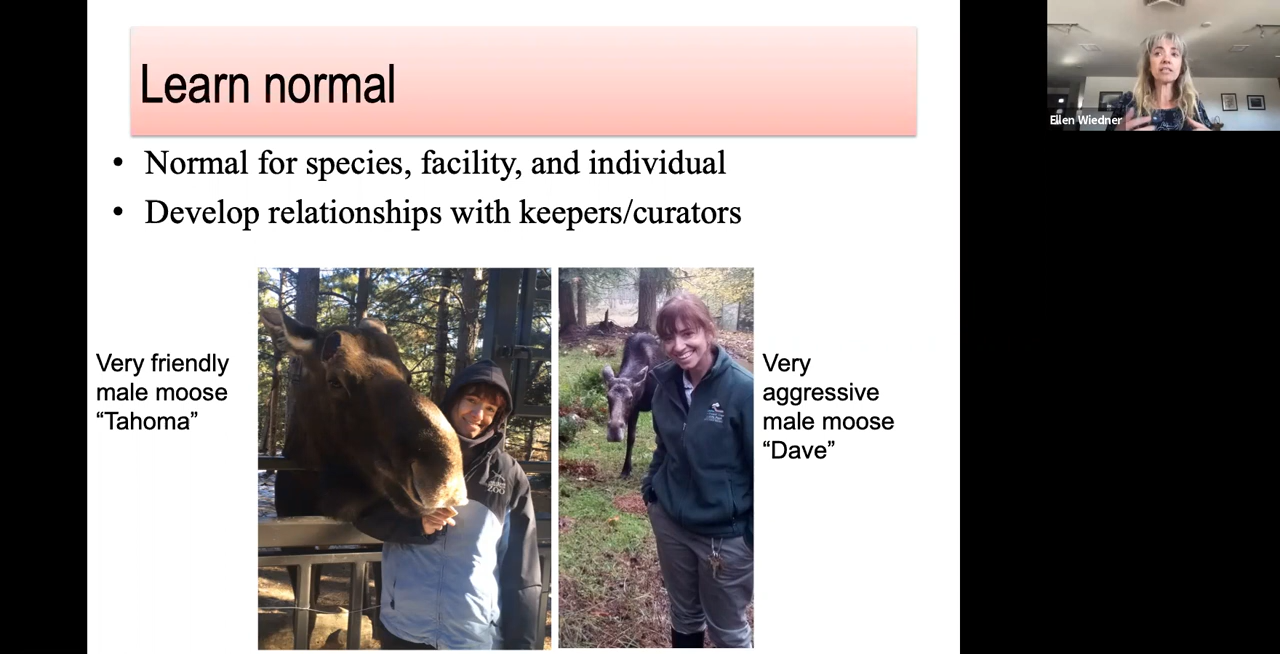 Learn normal
Ellen Wiedner
• Normal for species, facility, and individual
• Develop relationships with keepers/curators
Very friendly
male moose
“Tahoma”
ZOO
Very
aggressive
male moose
“Dave”